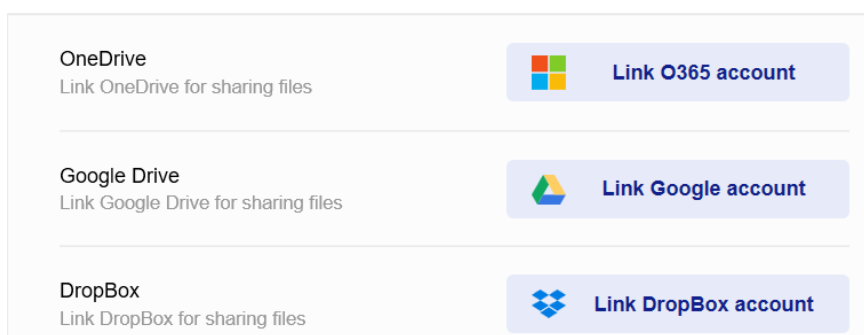 OneDrive
Link OneDrive for sharing files
Link O365 account
Google Drive
Link Google Drive for sharing files
Link Google account
DropBox
Link DropBox for sharing files
Link DropBox account